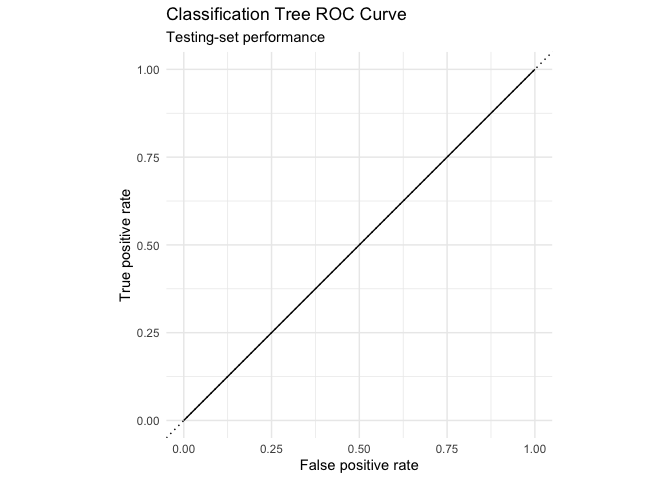 Classification Tree ROC Curve
Testing-set performance
1.00
0.75
0.50
0.25
0.00
True positive rate
0.00 0.25 0.50 0.75 1.00
False positive rate